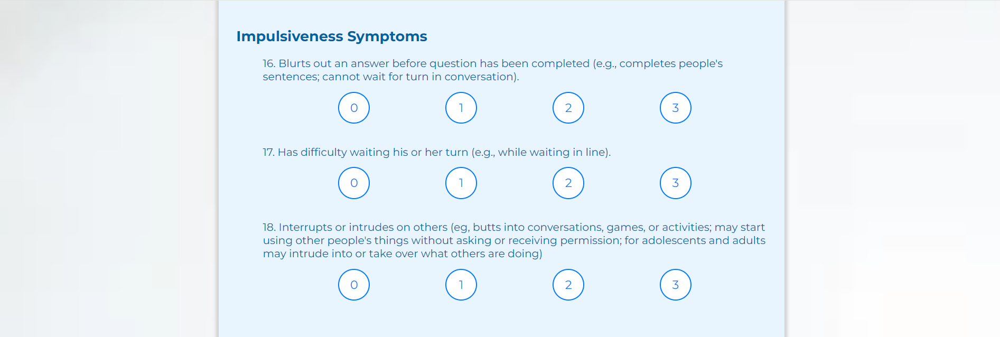 Impulsiveness Symptoms
16. Blurts out an answer before question has been completed (e.g., completes people's
sentences; cannot wait for turn in conversation).
0 1 2 3
17. Has difficulty waiting his or her turn (e.g., while waiting in line).
0 1 2 3
18. Interrupts or intrudes on others (eg, butts into conversations, games, or activities; may start
using other people's things without asking or receiving permission; for adolescents and adults
may intrude into or take over what others are doing)
0 1 2 3